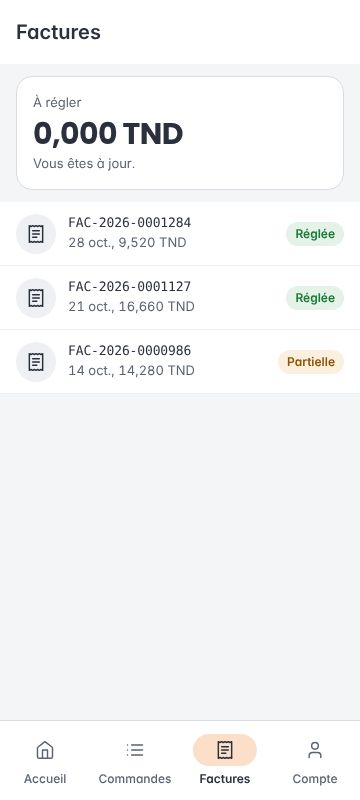 Factures
À régler
0,000 TND
Vous êtes à jour.
FAC-2026-0001284
28 oct., 9,520 TND
Réglée
FAC-2026-0001127
21 oct., 16,660 TND
Réglée
FAC-2026-0000986
14 oct., 14,280 TND
Partielle
Accueil
Commandes
Factures
Compte